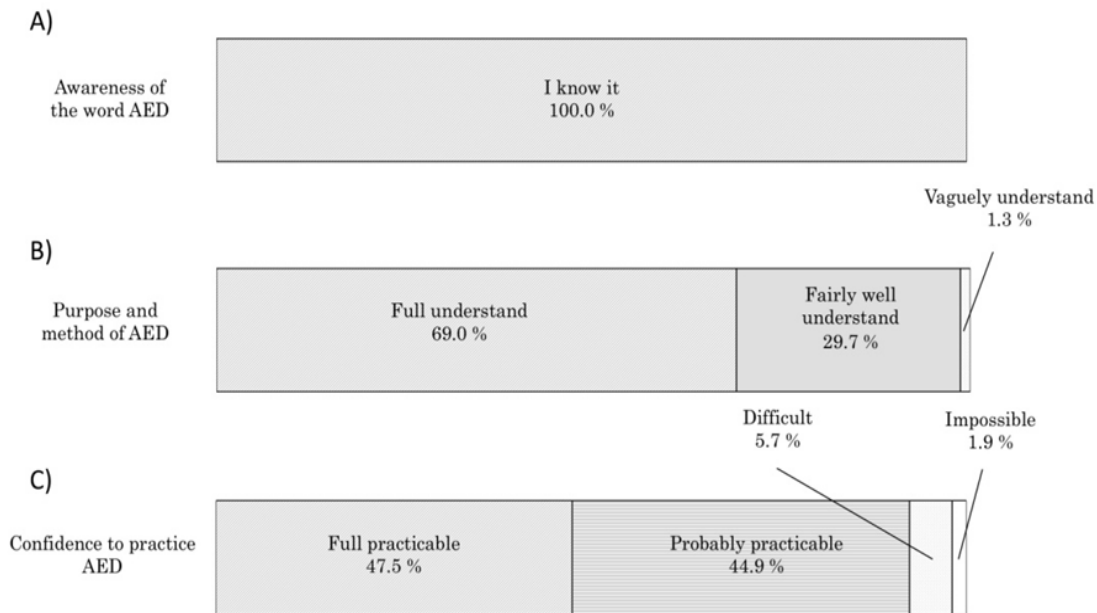 A)
Awareness of
the word AED
I know it
100.0 %
Vaguely understand
1.3 %
B)
Purpose and
method of AED
Full understand
69.0 %
Fairly well
understand
29.7 %
Difficult
5.7 %
Impossible
1.9 %
C)
Confidence to practice
AED
Full practicable
47.5 %
Probably practicable
44.9 %